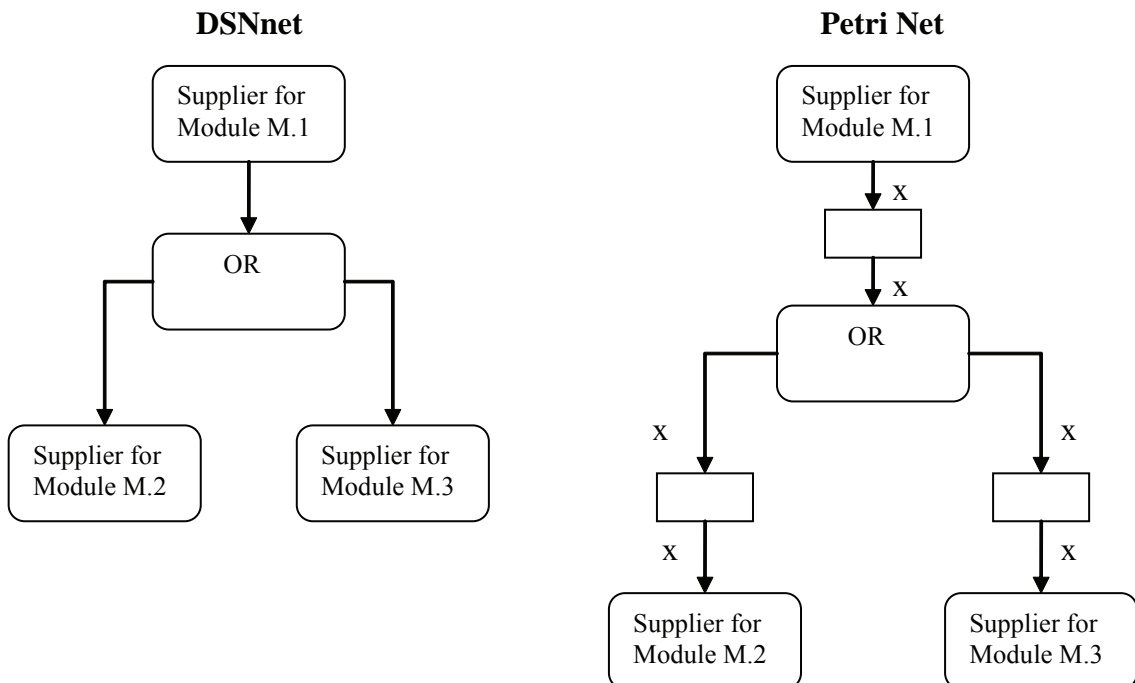 DSNnet
Supplier for
Module M.1
OR
Supplier for
Module M.2
Supplier for
Module M.3
Petri Net
Supplier for
Module M.1
x
x
OR
x
x
x
x
Supplier for
Module M.2
Supplier for
Module M.3